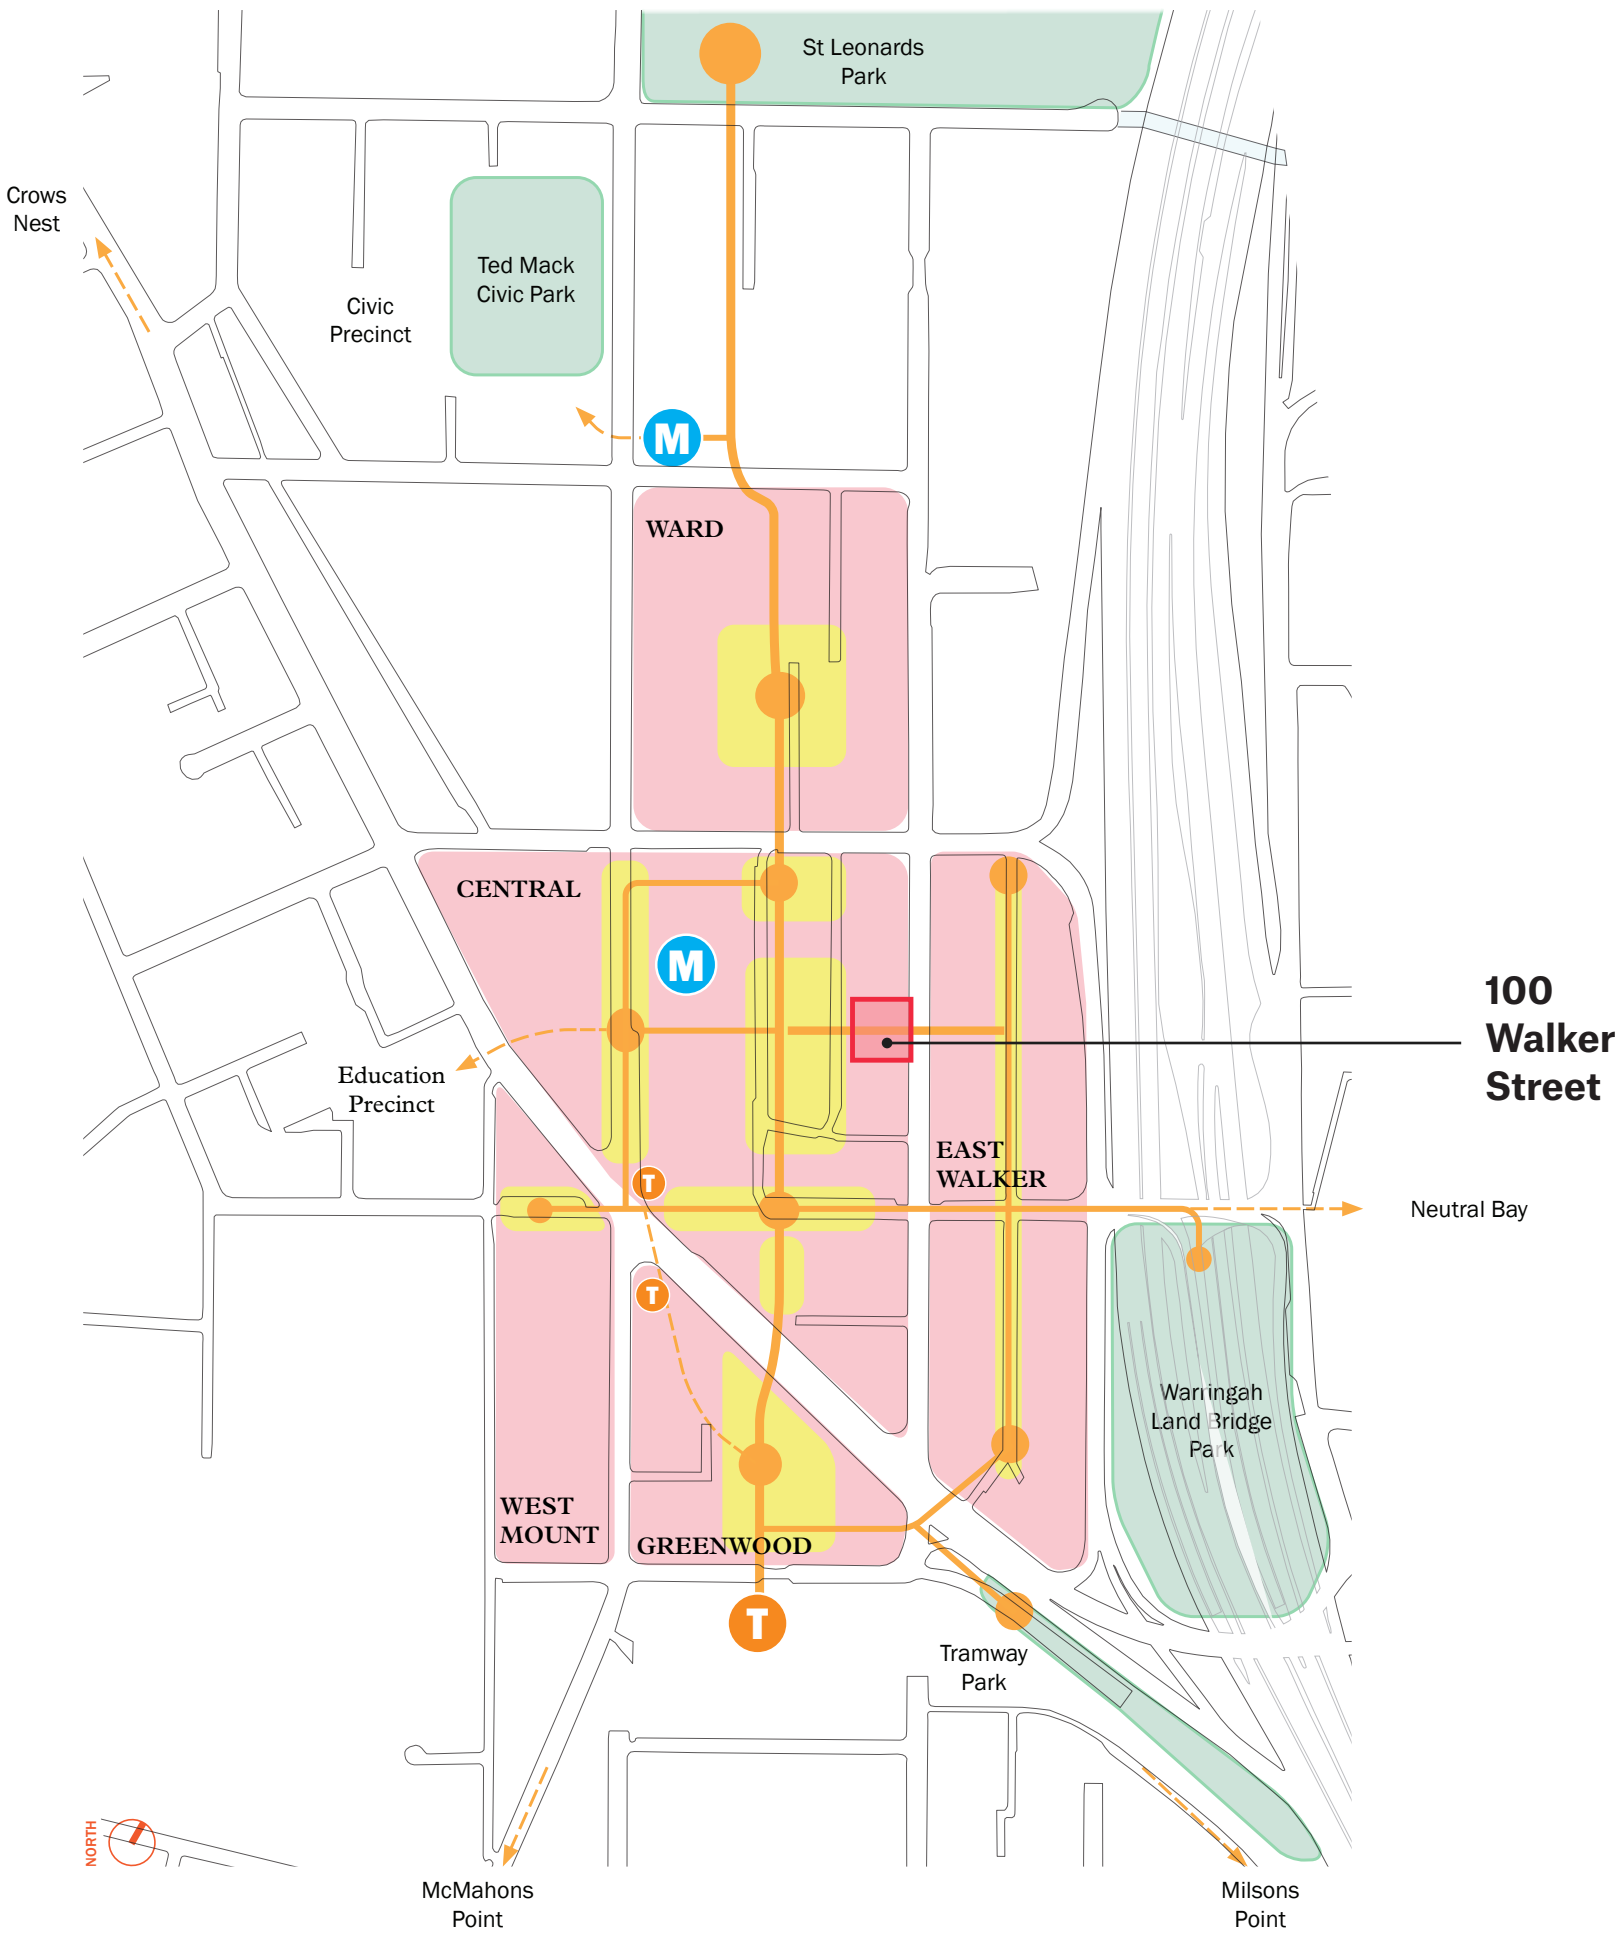 St Leonards
Park
Crows
Nest
Ted Mack
Civic Park
Civic
Precinct
M
WARD
CENTRAL
M
100
Walker
Street
Education
Precinct
EAST
WALKER
T
Neutral Bay
T
Warringah
Land Bridge
Park
WEST
MOUNT
GREENWOOD
T
Tramway
Park
NORTH
McMahons
Point
Milsons
Point